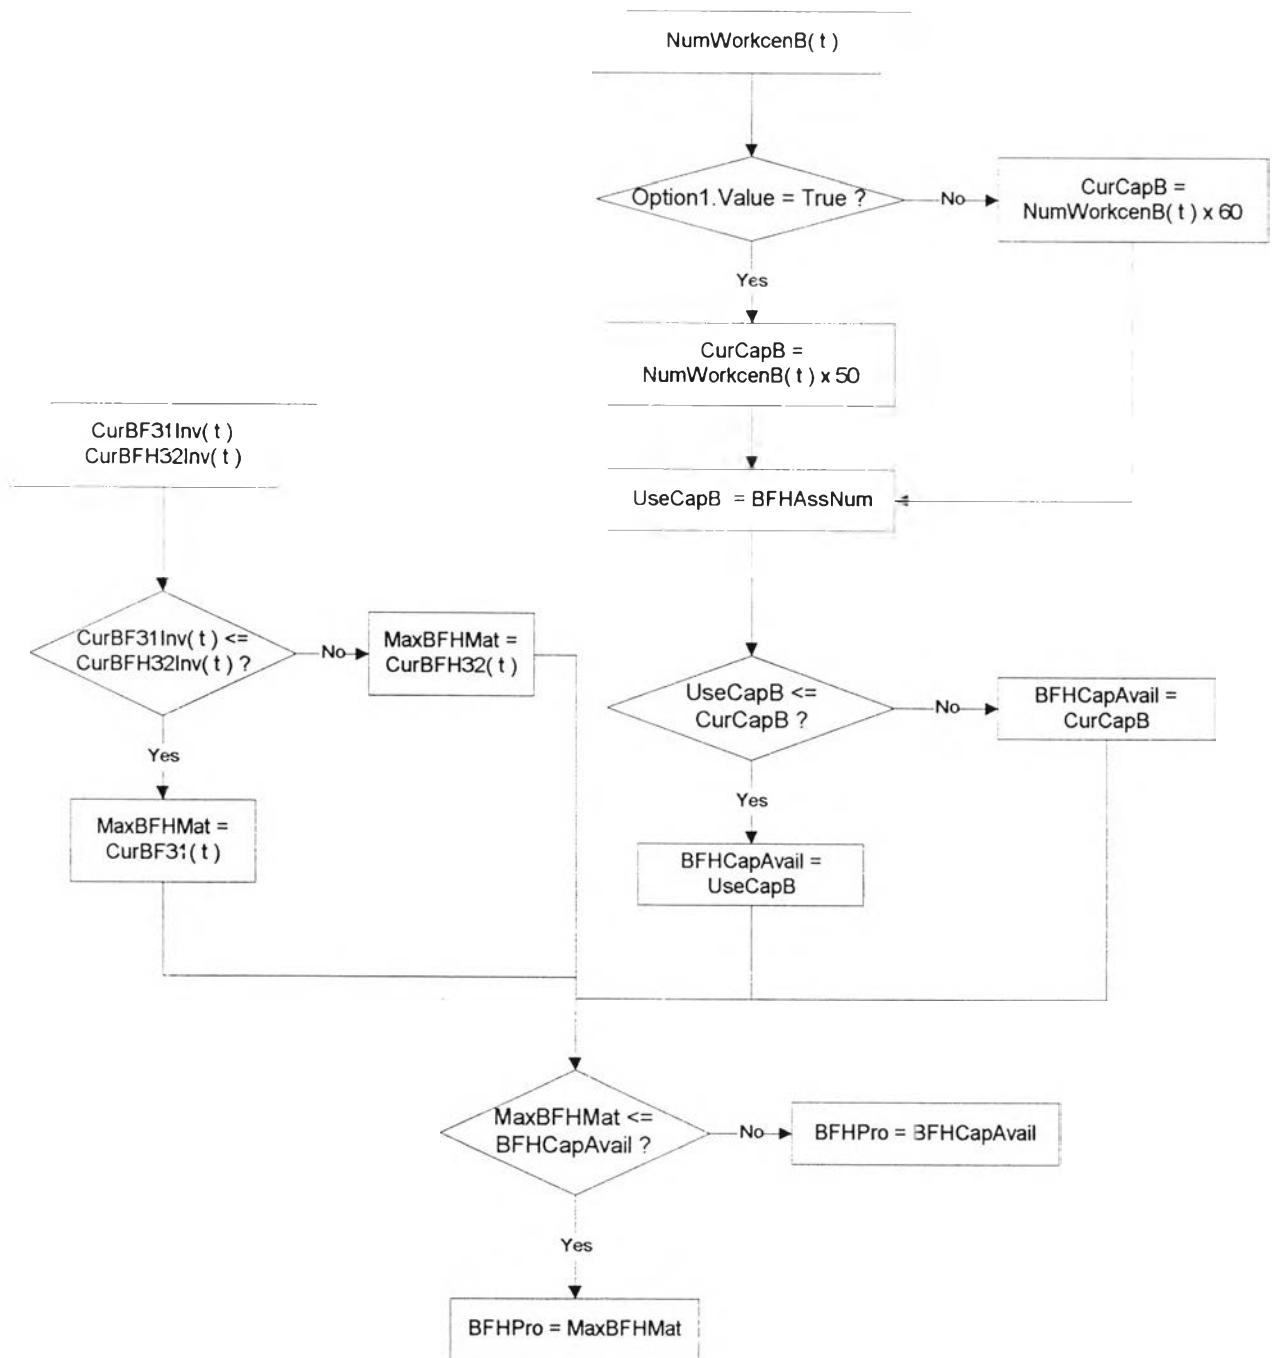 NumWorkcenB( t )
Option1.Value = True ?
No
CurCapB =
NumWorkcenB( t ) x 60
Yes
CurCapB =
NumWorkcenB( t ) x 50
CurBF31Inv( t )
CurBFH32Inv( t )
UseCapB = BFHAssNum
CurBF31Inv( t ) <=
CurBFH32Inv( t ) ?
No
MaxBFHMat =
CurBFH32( t )
UseCapB <=
CurCapB ?
No
BFHCapAvail =
CurCapB
Yes
MaxBFHMat =
CurBF31( t )
Yes
BFHCapAvail =
UseCapB
MaxBFHMat <=
BFHCapAvail ?
No
BFHPro = BFHCapAvail
Yes
BFHPro = MaxBFHMat